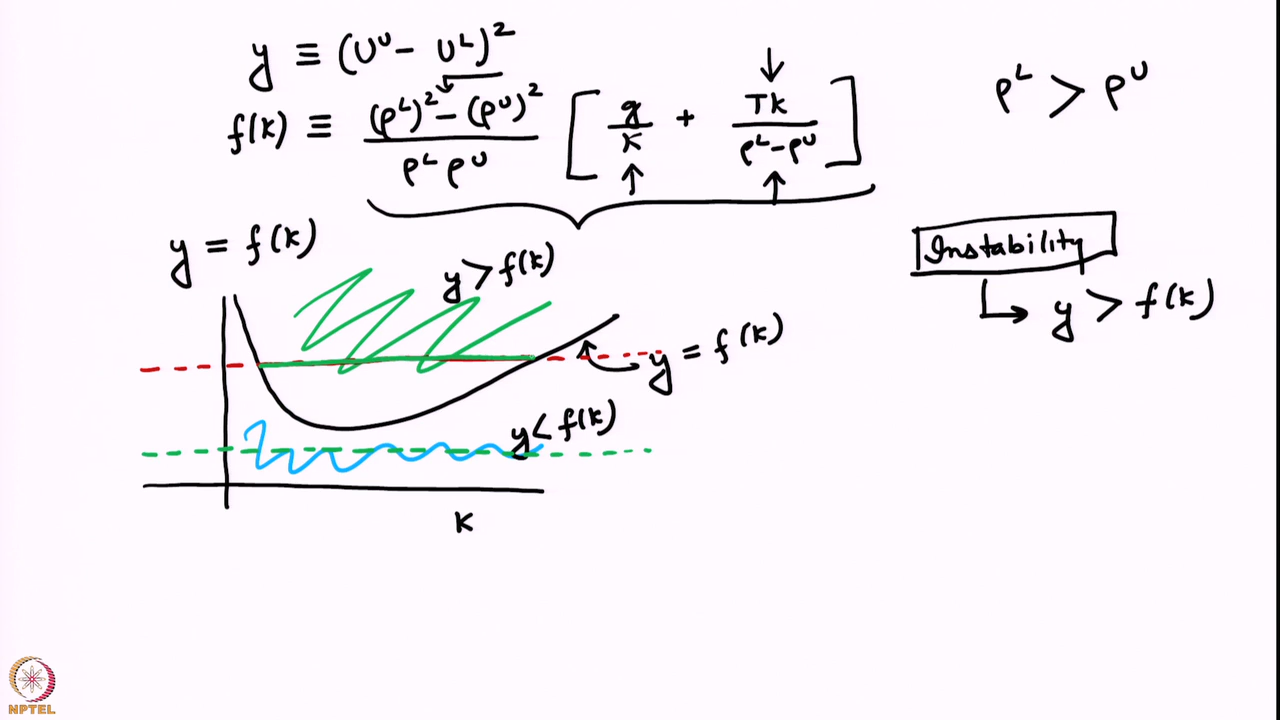 y ≡ (U^U - U^L)^2
f(k) ≡ (ρ^L)^2 - (ρ^U)^2 / ρ^L ρ^U [ g/K + Tk / ρ^L - ρ^U ]
ρ^L > ρ^U
y = f(k)
y > f(k)
Instability
↳ y > f(k)
y = f(k)
y < f(k)
K
NPTEL